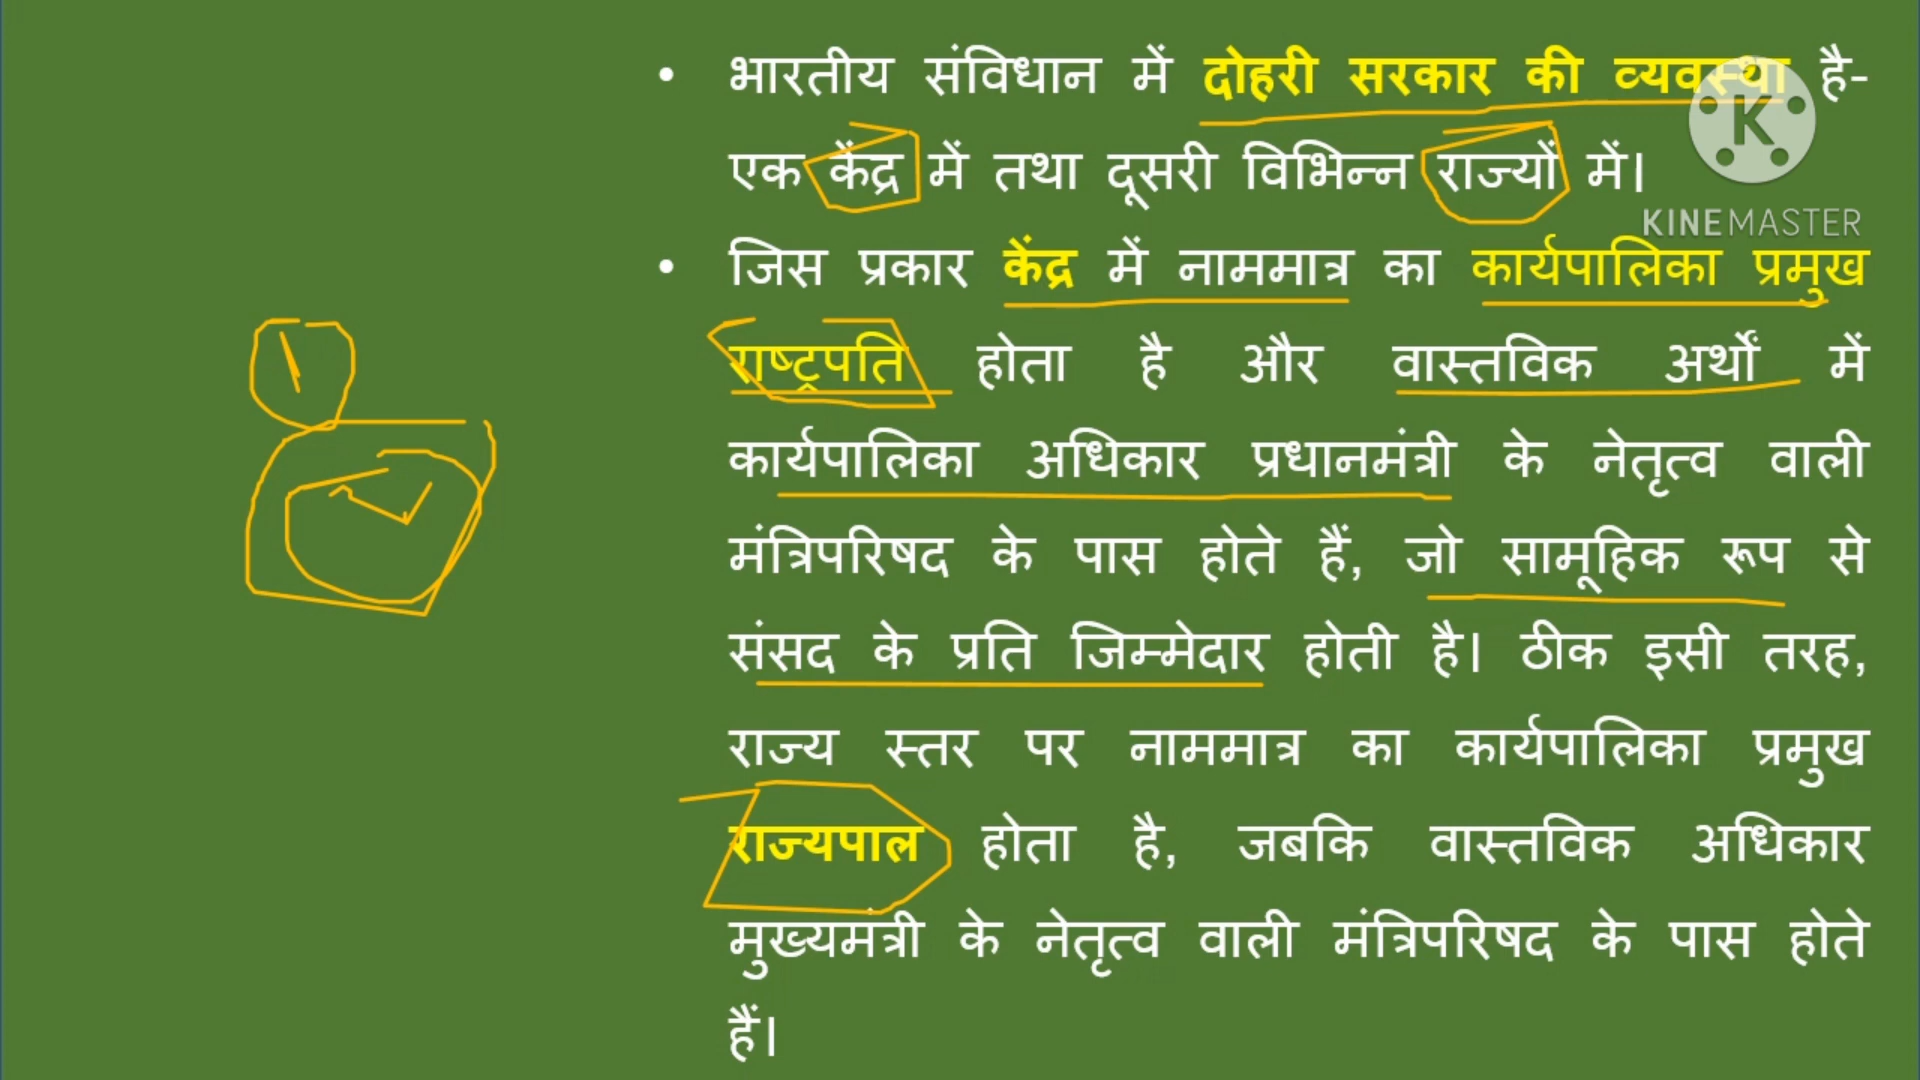 • भारतीय संविधान में दोहरी सरकार की व्यवस्था है-
एक केंद्र में तथा दूसरी विभिन्न राज्यों में।
K
KINEMASTER
• जिस प्रकार केंद्र में नाममात्र का कार्यपालिका प्रमुख
राष्ट्रपति होता है और वास्तविक अर्थों में
कार्यपालिका अधिकार प्रधानमंत्री के नेतृत्व वाली
मंत्रिपरिषद के पास होते हैं, जो सामूहिक रूप से
संसद के प्रति जिम्मेदार होती है। ठीक इसी तरह,
राज्य स्तर पर नाममात्र का कार्यपालिका प्रमुख
राज्यपाल होता है, जबकि वास्तविक अधिकार
मुख्यमंत्री के नेतृत्व वाली मंत्रिपरिषद के पास होते
हैं।